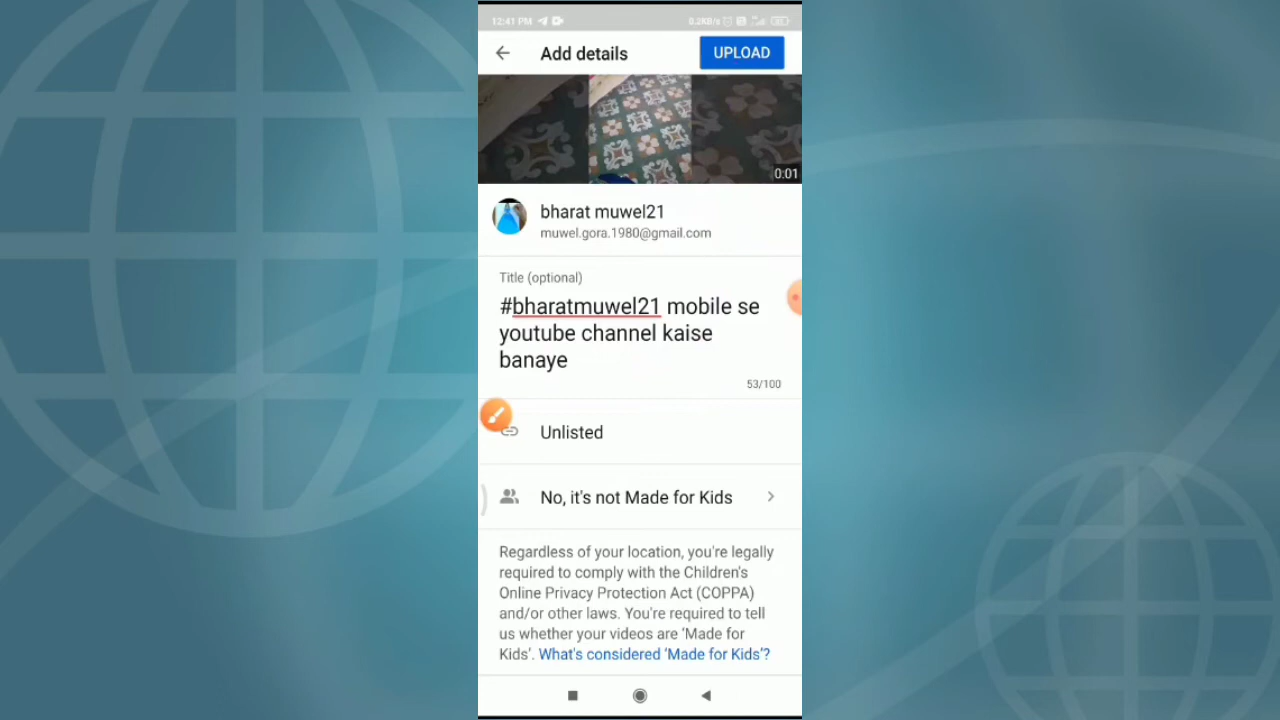 12:41 PM 0.2KB/s
Add details
UPLOAD
0:01
bharat muwel21
muwel.gora.1980@gmail.com
Title (optional)
#bharatmuwel21 mobile se
youtube channel kaise
banaye
53/100
Unlisted
No, it's not Made for Kids
Regardless of your location, you're legally
required to comply with the Children's
Online Privacy Protection Act (COPPA)
and/or other laws. You're required to tell
us whether your videos are 'Made for
Kids'. What's considered 'Made for Kids'?